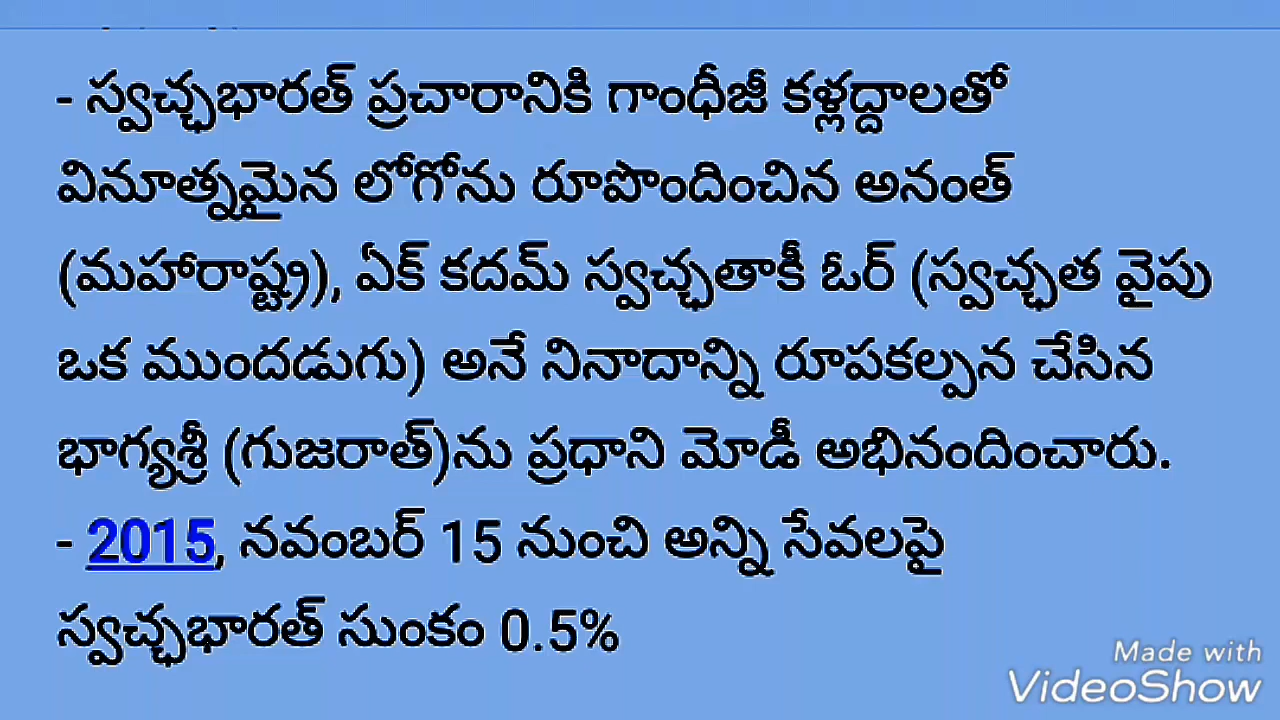 - స్వచ్ఛభారత్ ప్రచారానికి గాంధీజీ కళ్లద్దాలతో
వినూత్నమైన లోగోను రూపొందించిన అనంత్
(మహారాష్ట్ర), ఏక్ కదమ్ స్వచ్ఛతాకీ ఓర్ (స్వచ్ఛత వైపు
ఒక ముందడుగు) అనే నినాదాన్ని రూపకల్పన చేసిన
భాగ్యశ్రీ (గుజరాత్)ను ప్రధాని మోడీ అభినందించారు.
- 2015, నవంబర్ 15 నుంచి అన్ని సేవలపై
స్వచ్ఛభారత్ సుంకం 0.5%
Made with
VideoShow